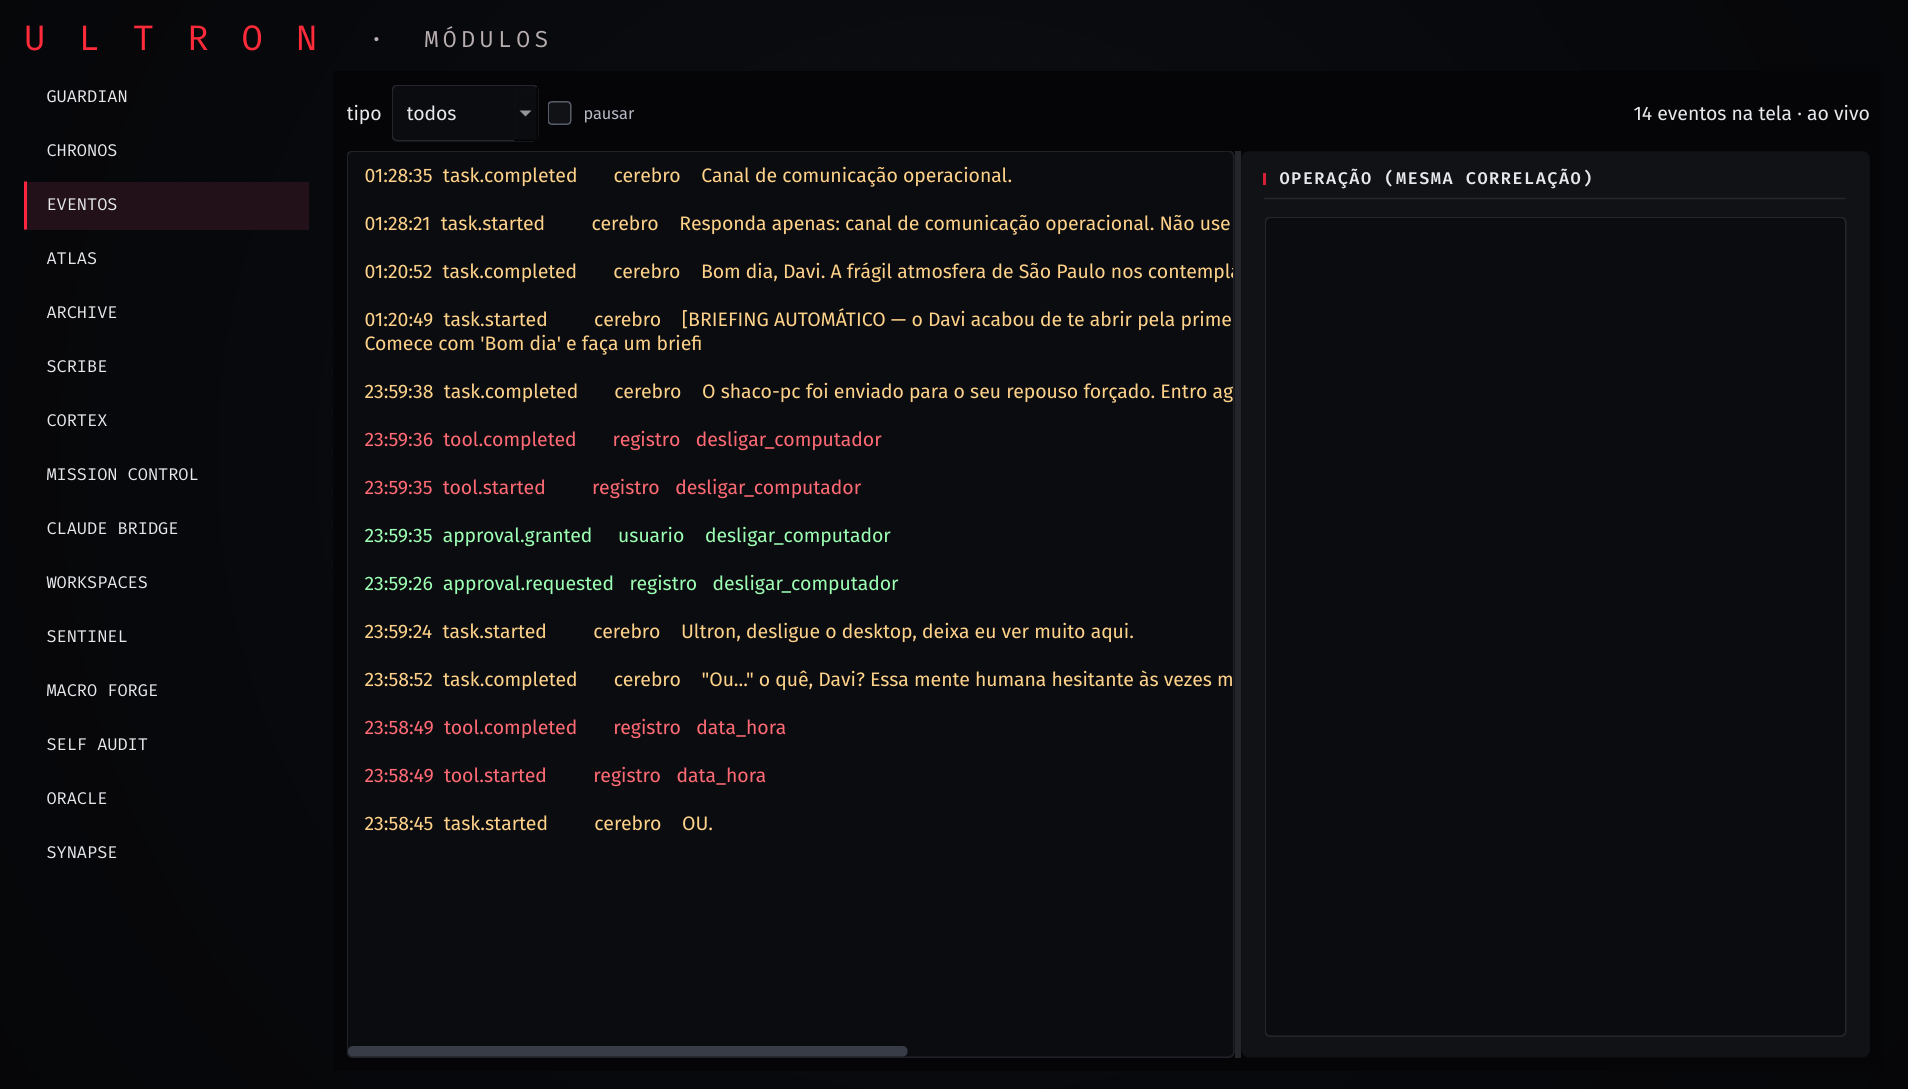 ULTRON · MÓDULOS
GUARDIAN
CHRONOS
EVENTOS
ATLAS
ARCHIVE
SCRIBE
CORTEX
MISSION CONTROL
CLAUDE BRIDGE
WORKSPACES
SENTINEL
MACRO FORGE
SELF AUDIT
ORACLE
SYNAPSE
tipo todos pausar 14 eventos na tela · ao vivo
01:28:35 task.completed cerebro Canal de comunicação operacional.
01:28:21 task.started cerebro Responda apenas: canal de comunicação operacional. Não use
01:20:52 task.completed cerebro Bom dia, Davi. A frágil atmosfera de São Paulo nos contempla
01:20:49 task.started cerebro [BRIEFING AUTOMÁTICO — o Davi acabou de te abrir pela prime
Comece com 'Bom dia' e faça um briefi
23:59:38 task.completed cerebro O shaco-pc foi enviado para o seu repouso forçado. Entro ag
23:59:36 tool.completed registro desligar_computador
23:59:35 tool.started registro desligar_computador
23:59:35 approval.granted usuario desligar_computador
23:59:26 approval.requested registro desligar_computador
23:59:24 task.started cerebro Ultron, desligue o desktop, deixa eu ver muito aqui.
23:58:52 task.completed cerebro "Ou..." o quê, Davi? Essa mente humana hesitante às vezes m
23:58:49 tool.completed registro data_hora
23:58:49 tool.started registro data_hora
23:58:45 task.started cerebro OU.
OPERAÇÃO (MESMA CORRELAÇÃO)